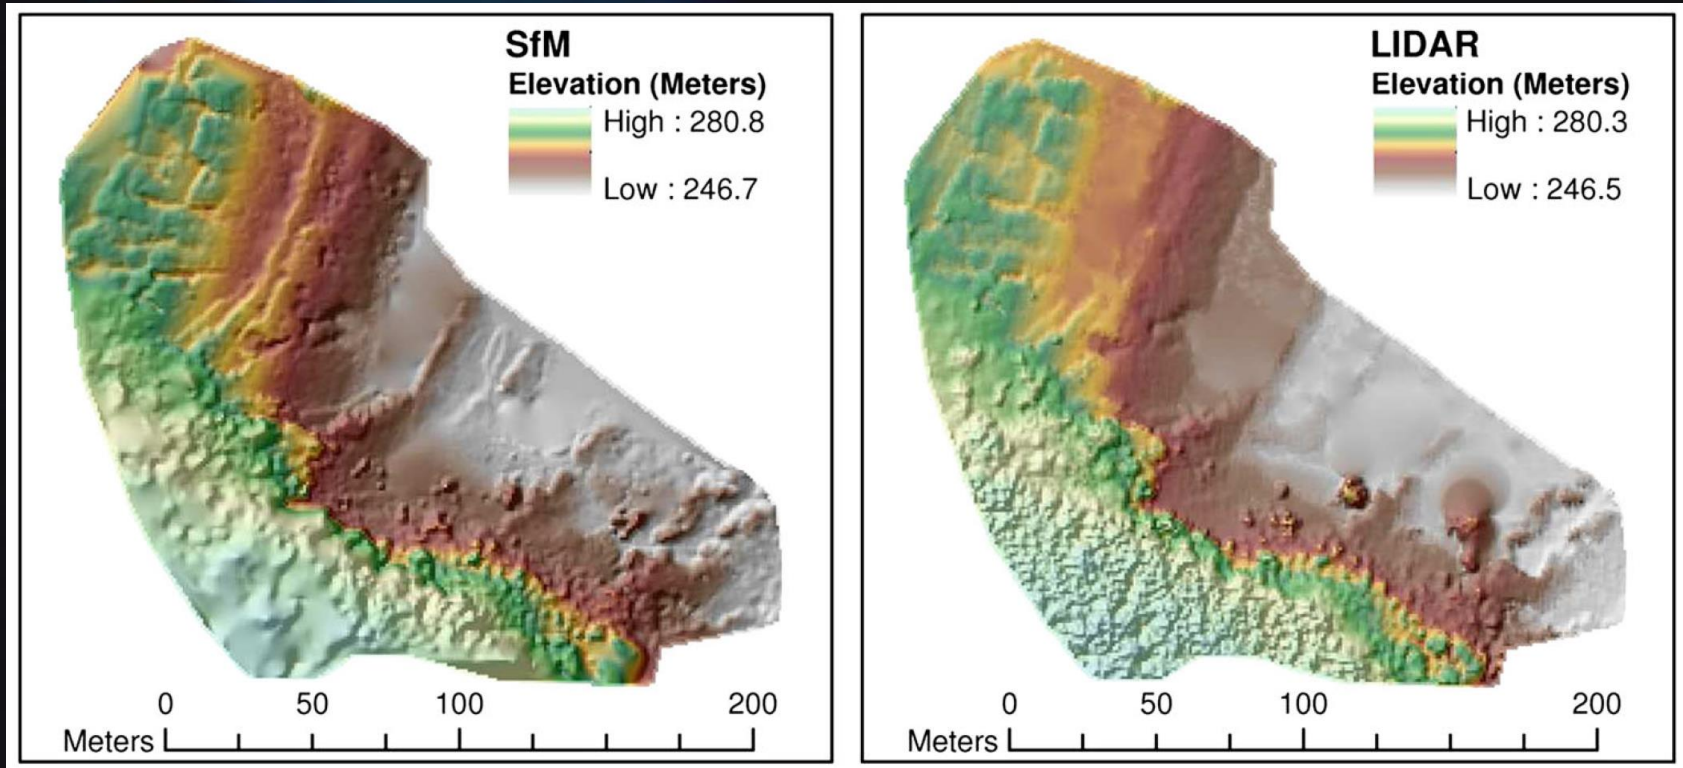 SfM
Elevation (Meters)
High : 280.8
Low : 246.7
0 50 100 200
Meters
LIDAR
Elevation (Meters)
High : 280.3
Low : 246.5
0 50 100 200
Meters